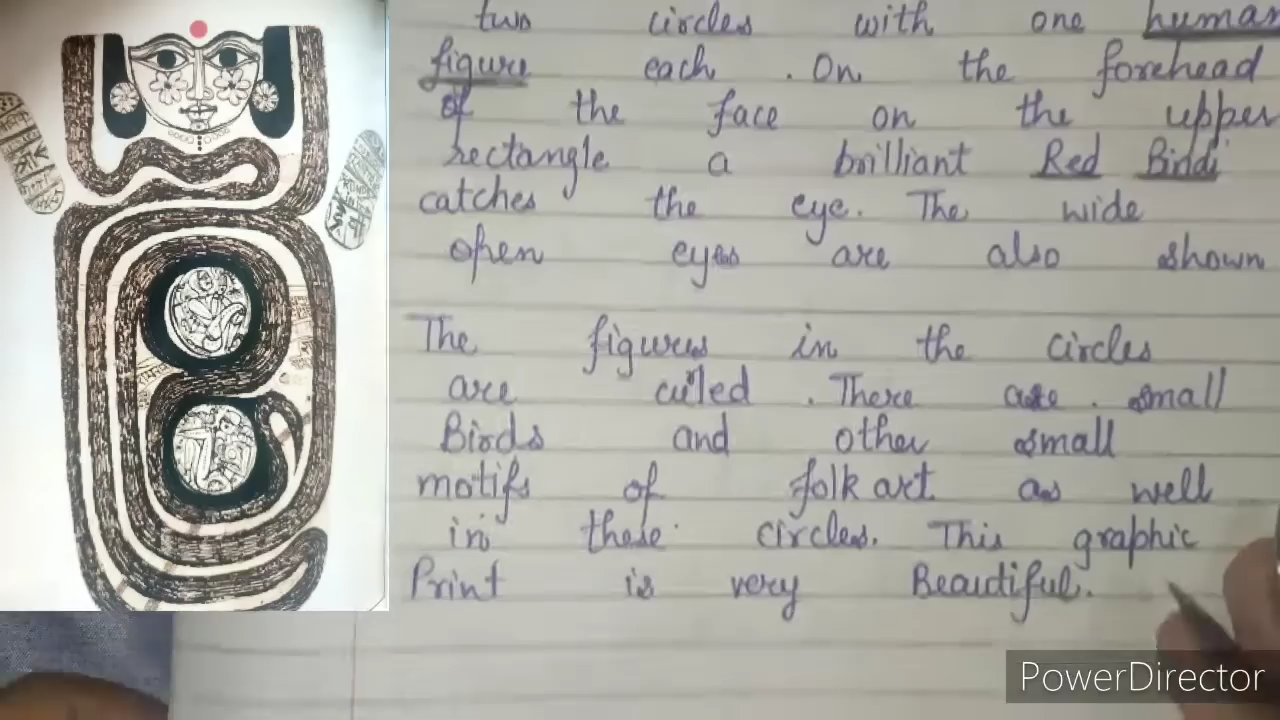 two circles with one human
figure each. On the forehead
of the face on the upper
rectangle a brilliant Red Bindi
catches the eye. The wide
open eyes are also shown
The figures in the circles
are There are. small
Birds and other small
motifs of folk art as well
in these circles. This graphic
Print is very Beautiful.
PowerDirector